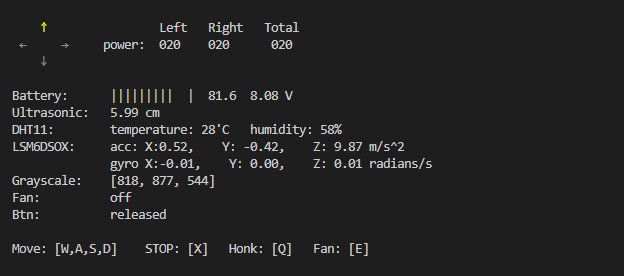 ↑ Left Right Total
← → power: 020 020 020
↓
Battery: ||||||||| | 81.6 8.08 V
Ultrasonic: 5.99 cm
DHT11: temperature: 28'C humidity: 58%
LSM6DSOX: acc: X:0.52, Y: -0.42, Z: 9.87 m/s^2
gyro X:-0.01, Y: 0.00, Z: 0.01 radians/s
Grayscale: [818, 877, 544]
Fan: off
Btn: released
Move: [W,A,S,D] STOP: [X] Honk: [Q] Fan: [E]